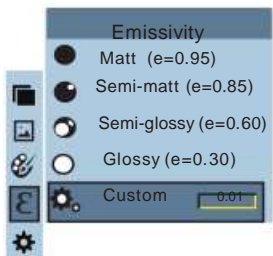 Emissivity
Matt (e=0.95)
Semi-matt (e=0.85)
Semi-glossy (e=0.60)
Glossy (e=0.30)
ε
Custom 0.01